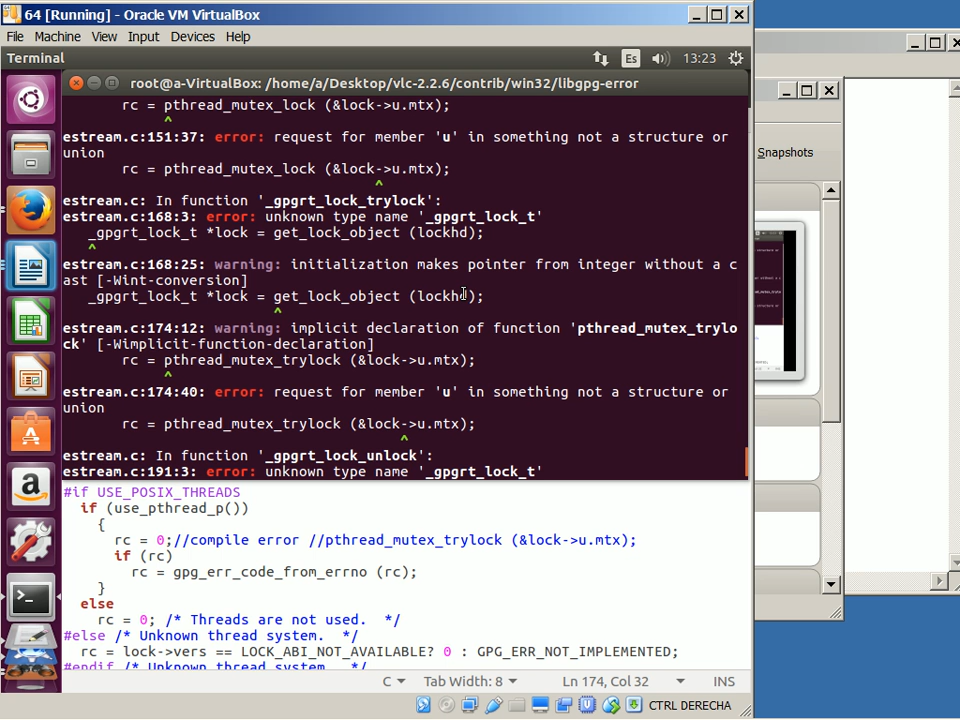 64 [Running] - Oracle VM VirtualBox
File Machine View Input Devices Help
Terminal
Es
13:23
root@a-VirtualBox: /home/a/Desktop/vlc-2.2.6/contrib/win32/libgpg-error
rc = pthread_mutex_lock (&lock->u.mtx);
^
estream.c:151:37: error: request for member 'u' in something not a structure or
union
rc = pthread_mutex_lock (&lock->u.mtx);
^
estream.c: In function '_gpgrt_lock_trylock':
estream.c:168:3: error: unknown type name '_gpgrt_lock_t'
_gpgrt_lock_t *lock = get_lock_object (lockhd);
^
estream.c:168:25: warning: initialization makes pointer from integer without a c
ast [-Wint-conversion]
_gpgrt_lock_t *lock = get_lock_object (lockhd);
^
estream.c:174:12: warning: implicit declaration of function 'pthread_mutex_trylo
ck' [-Wimplicit-function-declaration]
rc = pthread_mutex_trylock (&lock->u.mtx);
^
estream.c:174:40: error: request for member 'u' in something not a structure or
union
rc = pthread_mutex_trylock (&lock->u.mtx);
^
estream.c: In function '_gpgrt_lock_unlock':
estream.c:191:3: error: unknown type name '_gpgrt_lock_t'
#if USE_POSIX_THREADS
if (use_pthread_p())
{
rc = 0;//compile error //pthread_mutex_trylock (&lock->u.mtx);
if (rc)
rc = gpg_err_code_from_errno (rc);
}
else
rc = 0; /* Threads are not used. */
#else /* Unknown thread system. */
rc = lock->vers == LOCK_ABI_NOT_AVAILABLE? 0 : GPG_ERR_NOT_IMPLEMENTED;
#endif /* Unknown thread system. */
C Tab Width: 8 Ln 174, Col 32 INS
CTRL DERECHA
Snapshots